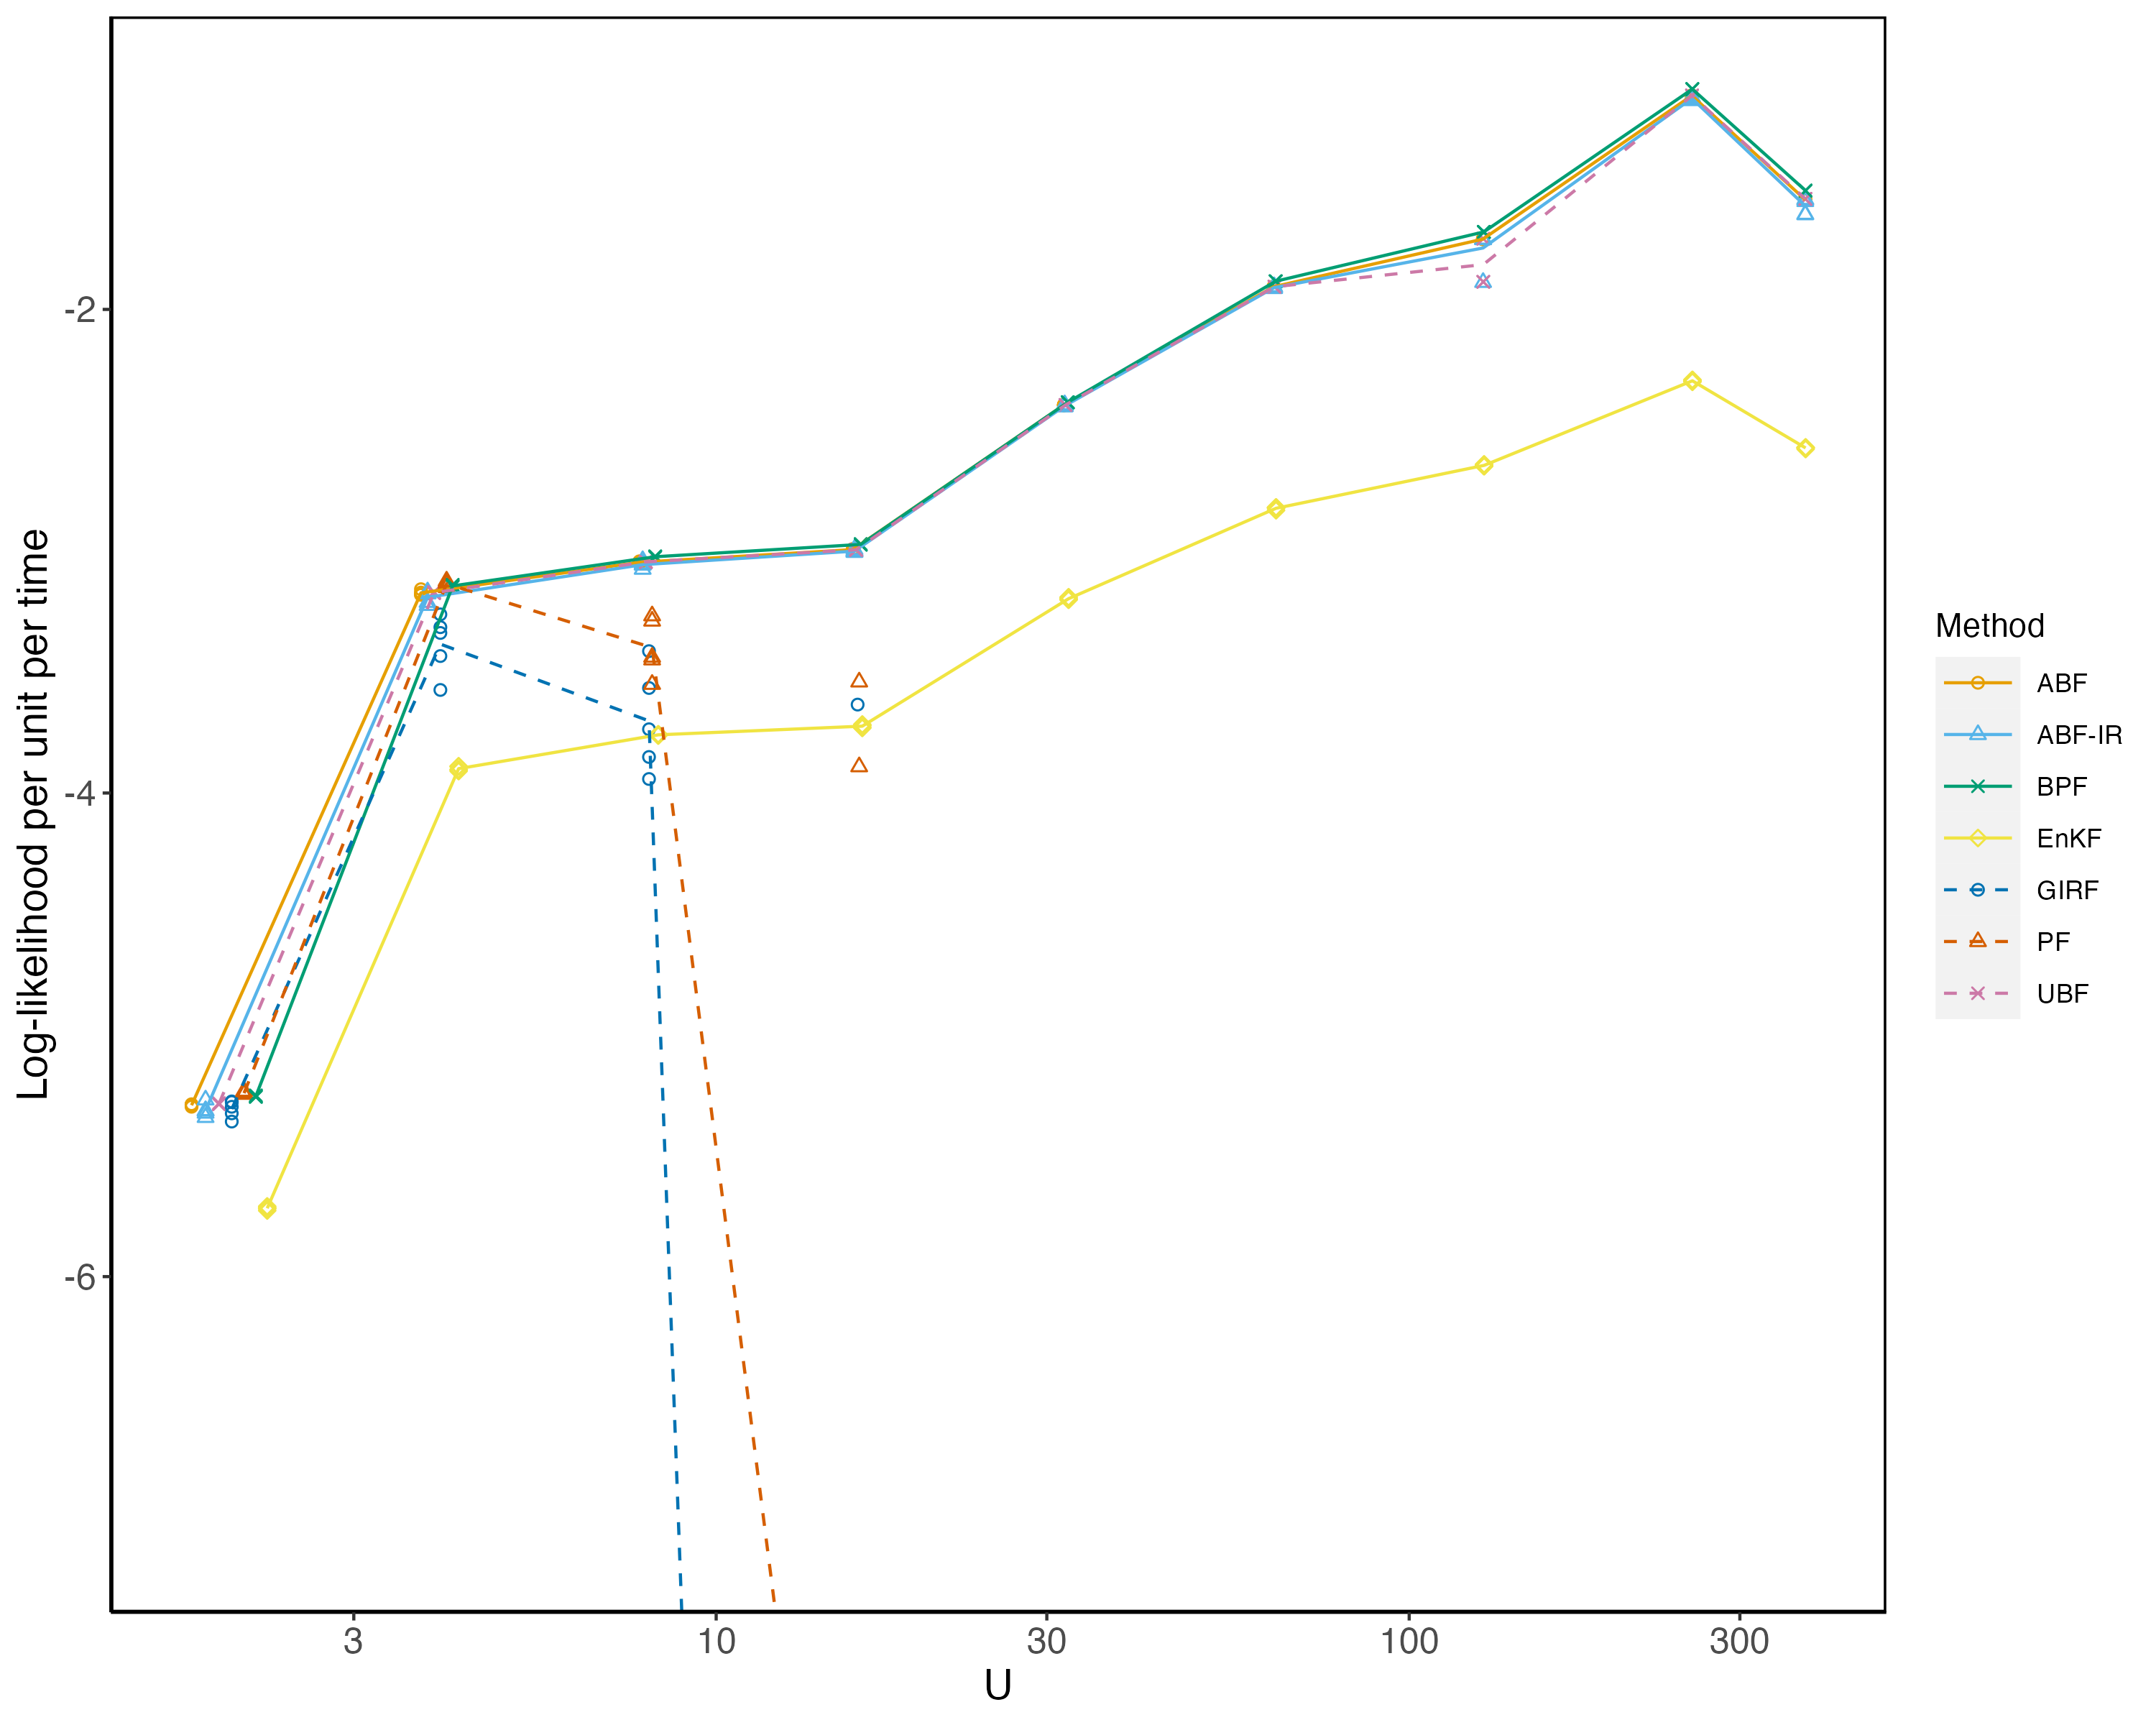 Log-likelihood per unit per time
-2
-4
-6
3
10
30
100
300
U
Method
ABF
ABF-IR
BPF
EnKF
GIRF
PF
UBF